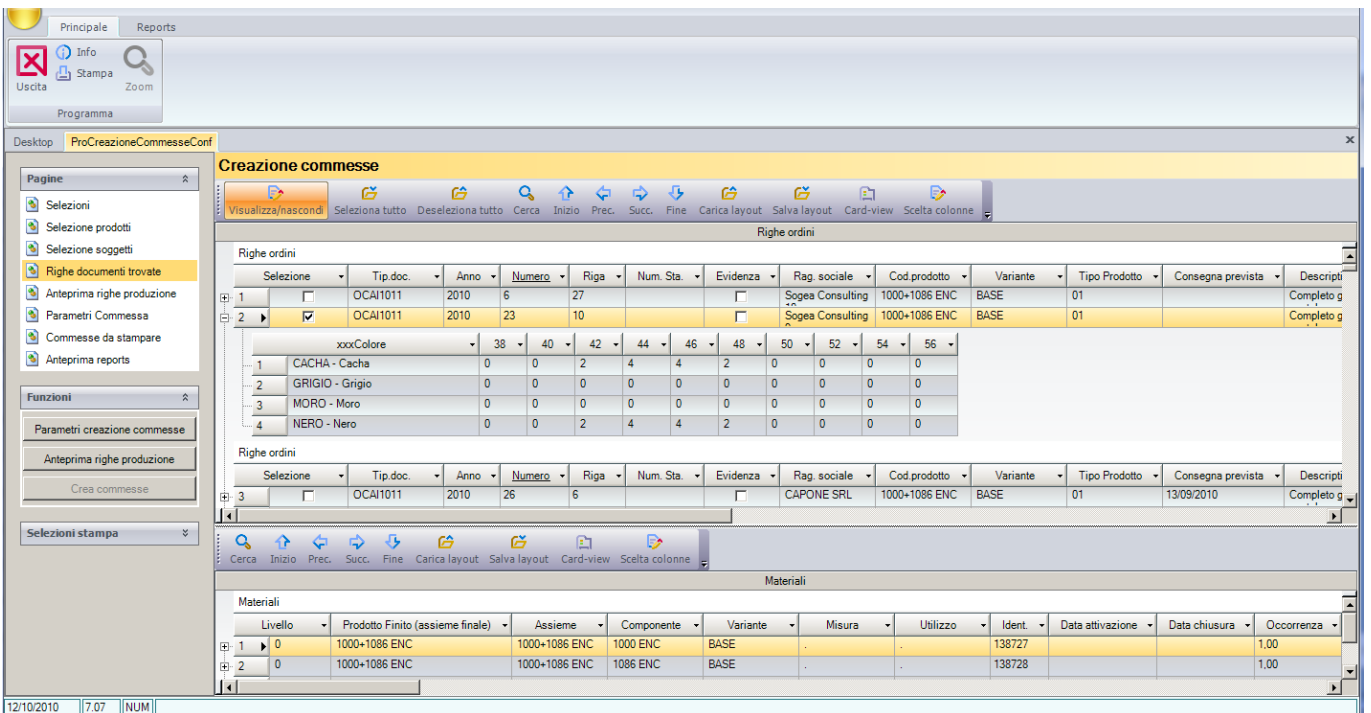 Principale Reports
Info
Stampa
Uscita Zoom
Programma
Desktop ProCreazioneCommesseConf x
Pagine
Selezioni
Selezione prodotti
Selezione soggetti
Righe documenti trovate
Anteprima righe produzione
Parametri Commessa
Commesse da stampare
Anteprima reports
Funzioni
Parametri creazione commesse
Anteprima righe produzione
Crea commesse
Selezioni stampa
Creazione commesse
Visualizza/nascondi Seleziona tutto Deseleziona tutto Cerca Inizio Prec. Succ. Fine Carica layout Salva layout Card-view Scelta colonne
Righe ordini
Righe ordini
Selezione Tip.doc. Anno Numero Riga Num. Sta. Evidenza Rag. sociale Cod.prodotto Variante Tipo Prodotto Consegna prevista Descripti
1 OCAI1011 2010 6 27 Sogea Consulting 1000+1086 ENC BASE 01 Completo g
2 OCAI1011 2010 23 10 Sogea Consulting 1000+1086 ENC BASE 01 Completo g
xxxColore 38 40 42 44 46 48 50 52 54 56
1 CACHA - Cacha 0 0 2 4 4 2 0 0 0 0
2 GRIGIO - Grigio 0 0 0 0 0 0 0 0 0 0
3 MORO - Moro 0 0 0 0 0 0 0 0 0 0
4 NERO - Nero 0 0 2 4 4 2 0 0 0 0
Righe ordini
Selezione Tip.doc. Anno Numero Riga Num. Sta. Evidenza Rag. sociale Cod.prodotto Variante Tipo Prodotto Consegna prevista Descripti
3 OCAI1011 2010 26 6 CAPONE SRL 1000+1086 ENC BASE 01 13/09/2010 Completo g
Cerca Inizio Prec. Succ. Fine Carica layout Salva layout Card-view Scelta colonne
Materiali
Materiali
Livello Prodotto Finito (assieme finale) Assieme Componente Variante Misura Utilizzo Ident. Data attivazione Data chiusura Occorrenza
1 0 1000+1086 ENC 1000+1086 ENC 1000 ENC BASE . . 138727 1,00
2 0 1000+1086 ENC 1000+1086 ENC 1086 ENC BASE . . 138728 1,00
12/10/2010 7.07 NUM